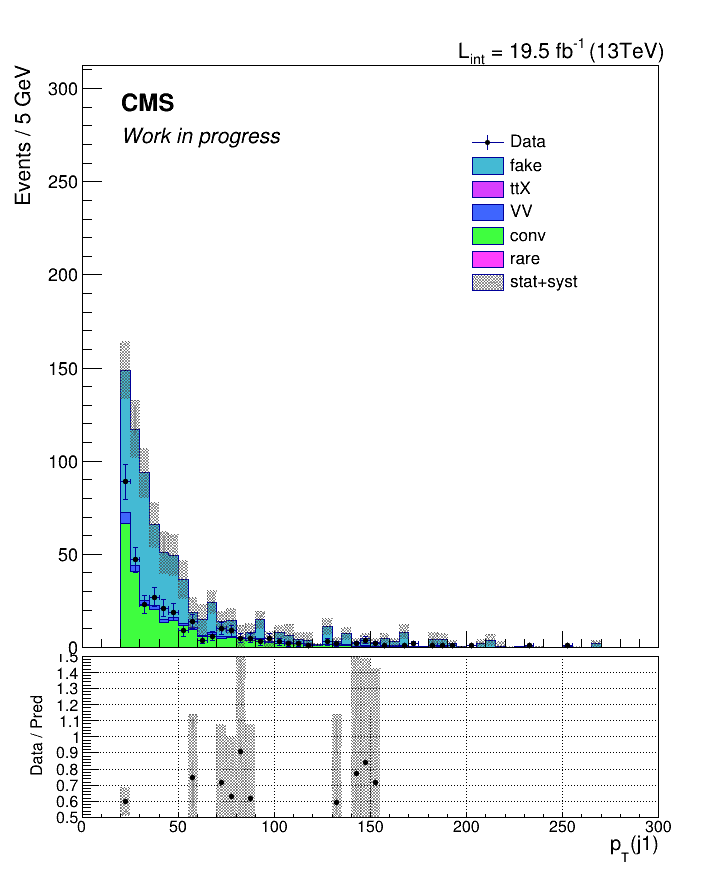 L_int = 19.5 fb^-1 (13TeV)
Events / 5 GeV
CMS
Work in progress
Data
fake
ttX
VV
conv
rare
stat+syst
300
250
200
150
100
50
0
Data / Pred
1.5
1.4
1.3
1.2
1.1
1
0.9
0.8
0.7
0.6
0.5
0 50 100 150 200 250 300
p_T(j1)